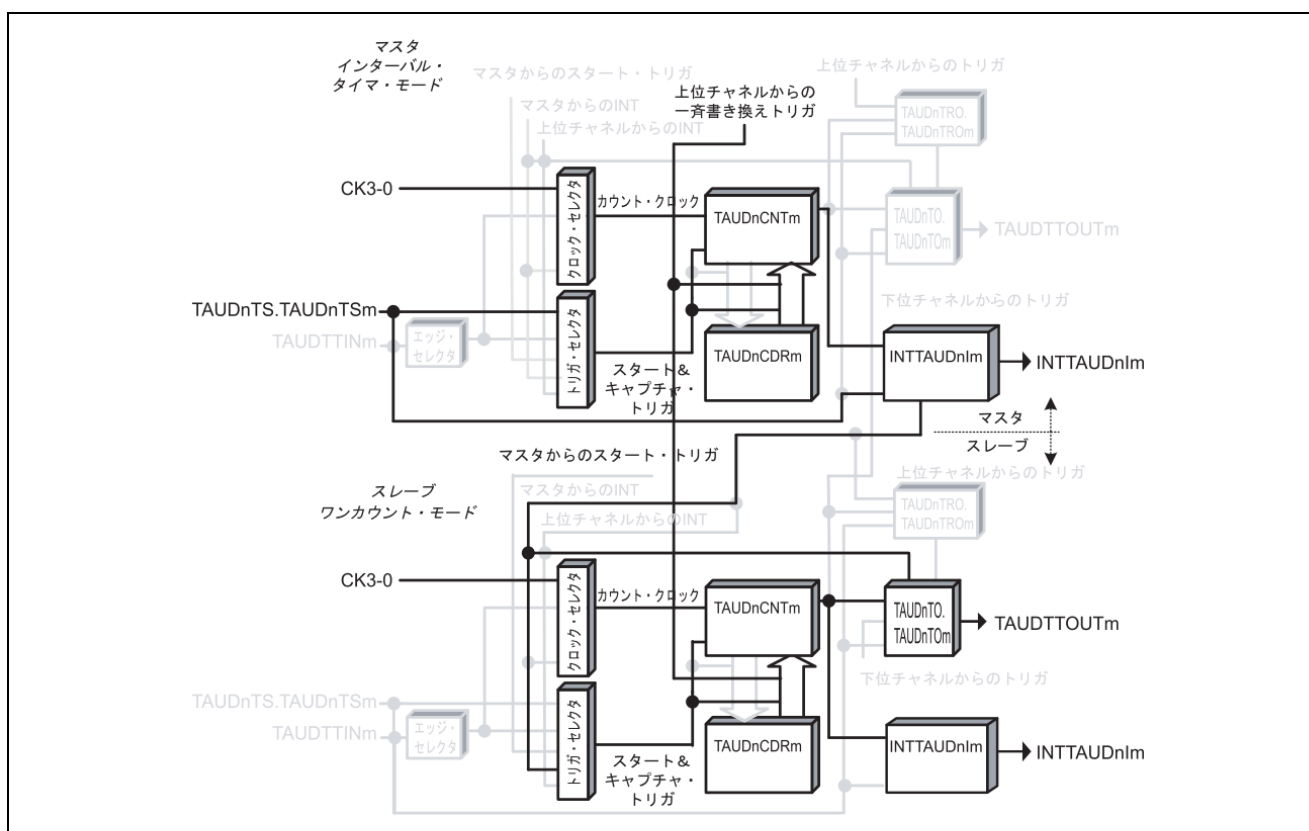 マスタ
インターバル・
タイマ・モード
マスタからのスタート・トリガ
マスタからのINT
上位チャネルからのINT
上位チャネルからの
一斉書き換えトリガ
上位チャネルからのトリガ
TAUDnTRO.
TAUDnTROm
CK3-0
クロック・セレクタ
カウント・クロック
TAUDnCNTm
TAUDnTO.
TAUDnTOm
TAUDTTOUTm
TAUDnTS.TAUDnTSm
TAUDTTINm
エッジ・
セレクタ
トリガ・セレクタ
スタート&
キャプチャ・
トリガ
TAUDnCDRm
下位チャネルからのトリガ
INTTAUDnIm
INTTAUDnIm
マスタ
スレーブ
マスタからのスタート・トリガ
マスタからのINT
上位チャネルからのINT
スレーブ
ワンカウント・モード
上位チャネルからのトリガ
TAUDnTRO.
TAUDnTROm
CK3-0
クロック・セレクタ
カウント・クロック
TAUDnCNTm
TAUDnTO.
TAUDnTOm
TAUDTTOUTm
下位チャネルからのトリガ
TAUDnTS.TAUDnTSm
TAUDTTINm
エッジ・
セレクタ
トリガ・セレクタ
スタート&
キャプチャ・
トリガ
TAUDnCDRm
INTTAUDnIm
INTTAUDnIm